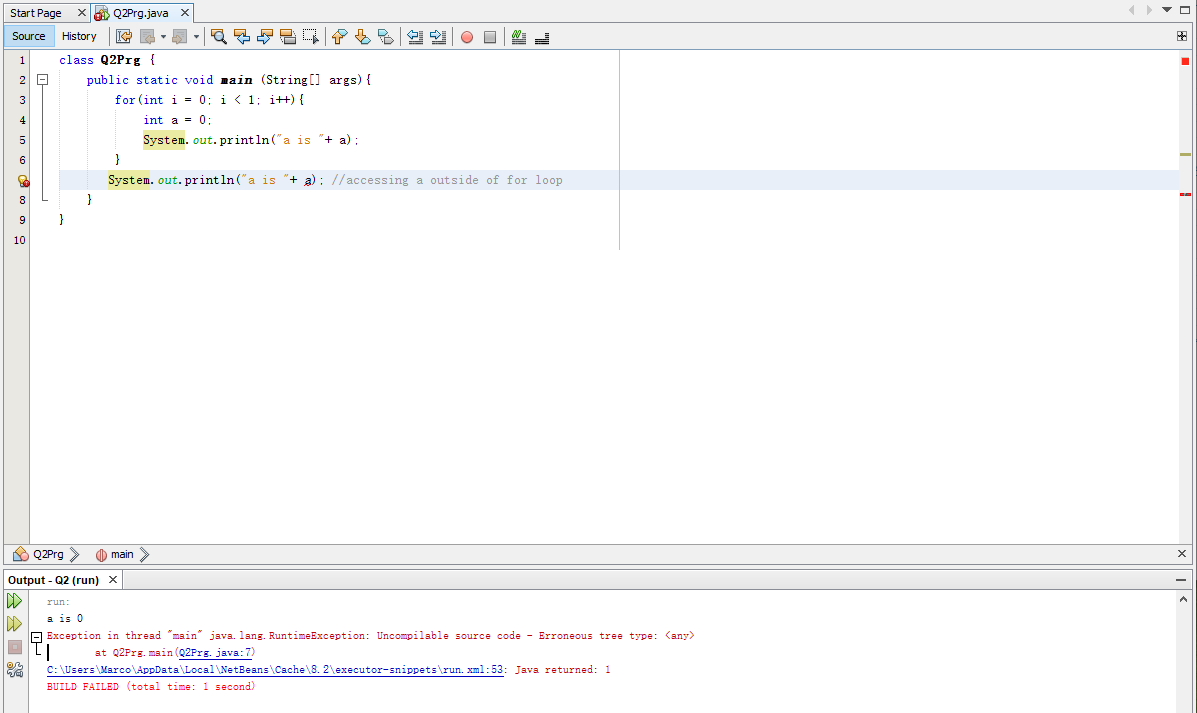 Start Page
Q2Prg.java
Source History
1 class Q2Prg {
2 public static void main (String[] args){
3 for(int i = 0; i < 1; i++){
4 int a = 0;
5 System.out.println("a is "+ a);
6 }
System.out.println("a is "+ a); //accessing a outside of for loop
8 }
9 }
10
Q2Prg main
Output - Q2 (run)
run:
a is 0
Exception in thread "main" java.lang.RuntimeException: Uncompilable source code - Erroneous tree type: <any>
at Q2Prg.main(Q2Prg.java:7)
C:\Users\Marco\AppData\Local\NetBeans\Cache\8.2\executor-snippets\run.xml:53: Java returned: 1
BUILD FAILED (total time: 1 second)